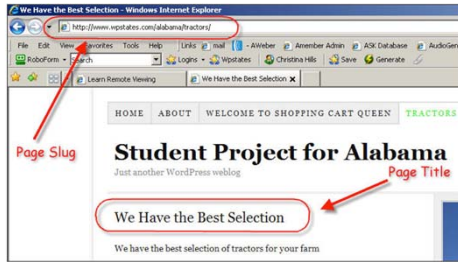 We Have the Best Selection - Windows Internet Explorer
http://www.wpstates.com/alabama/tractors/
File Edit View Favorites Tools Help Links mail - AWeber Amember Admin ASK Database AudioGen
RoboForm Search Logins Wpstates Christina Hills Save Generate
Learn Remote Viewing We Have the Best Selection X
HOME ABOUT WELCOME TO SHOPPING CART QUEEN TRACTORS
Page Slug
Student Project for Alabama
Just another WordPress weblog
Page Title
We Have the Best Selection
We have the best selection of tractors for your farm